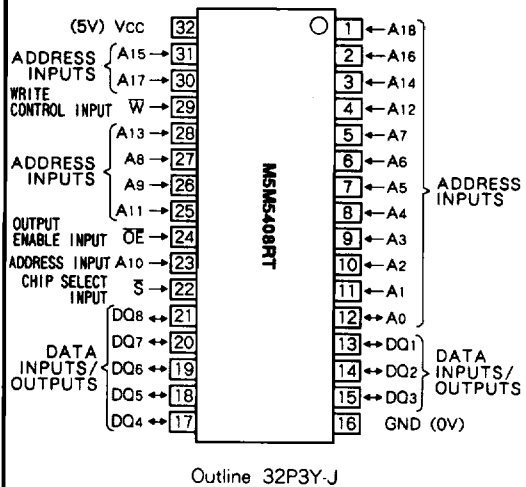 (5V) VCC 32
ADDRESS INPUTS
A15 31
A17 30
WRITE CONTROL INPUT W̅ 29
ADDRESS INPUTS
A13 28
A8 27
A9 26
A11 25
OUTPUT ENABLE INPUT O̅E̅ 24
ADDRESS INPUT A10 23
CHIP SELECT INPUT S̅ 22
DATA INPUTS/ OUTPUTS
DQ8 21
DQ7 20
DQ6 19
DQ5 18
DQ4 17
M5M5408RT
1 A18
2 A16
3 A14
4 A12
5 A7
6 A6
7 A5
8 A4
9 A3
10 A2
11 A1
12 A0
ADDRESS INPUTS
13 DQ1
14 DQ2
15 DQ3
DATA INPUTS/ OUTPUTS
16 GND (0V)
Outline 32P3Y-J